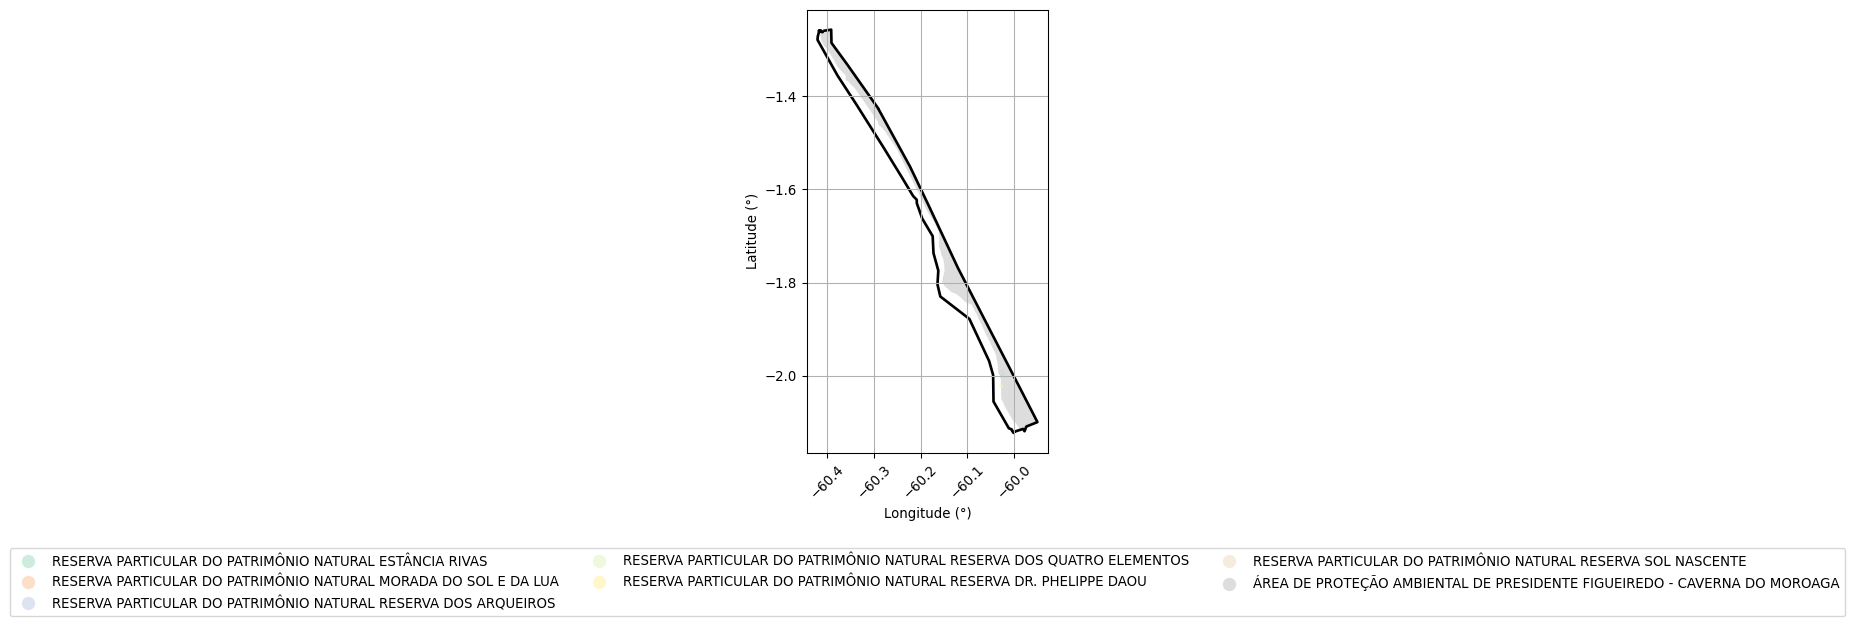 −1.4
−1.6
−1.8
−2.0
Latitude (°)
−60.4
−60.3
−60.2
−60.1
−60.0
Longitude (°)
RESERVA PARTICULAR DO PATRIMÔNIO NATURAL ESTÂNCIA RIVAS
RESERVA PARTICULAR DO PATRIMÔNIO NATURAL MORADA DO SOL E DA LUA
RESERVA PARTICULAR DO PATRIMÔNIO NATURAL RESERVA DOS ARQUEIROS
RESERVA PARTICULAR DO PATRIMÔNIO NATURAL RESERVA DOS QUATRO ELEMENTOS
RESERVA PARTICULAR DO PATRIMÔNIO NATURAL RESERVA DR. PHELIPPE DAOU
RESERVA PARTICULAR DO PATRIMÔNIO NATURAL RESERVA SOL NASCENTE
ÁREA DE PROTEÇÃO AMBIENTAL DE PRESIDENTE FIGUEIREDO - CAVERNA DO MOROAGA